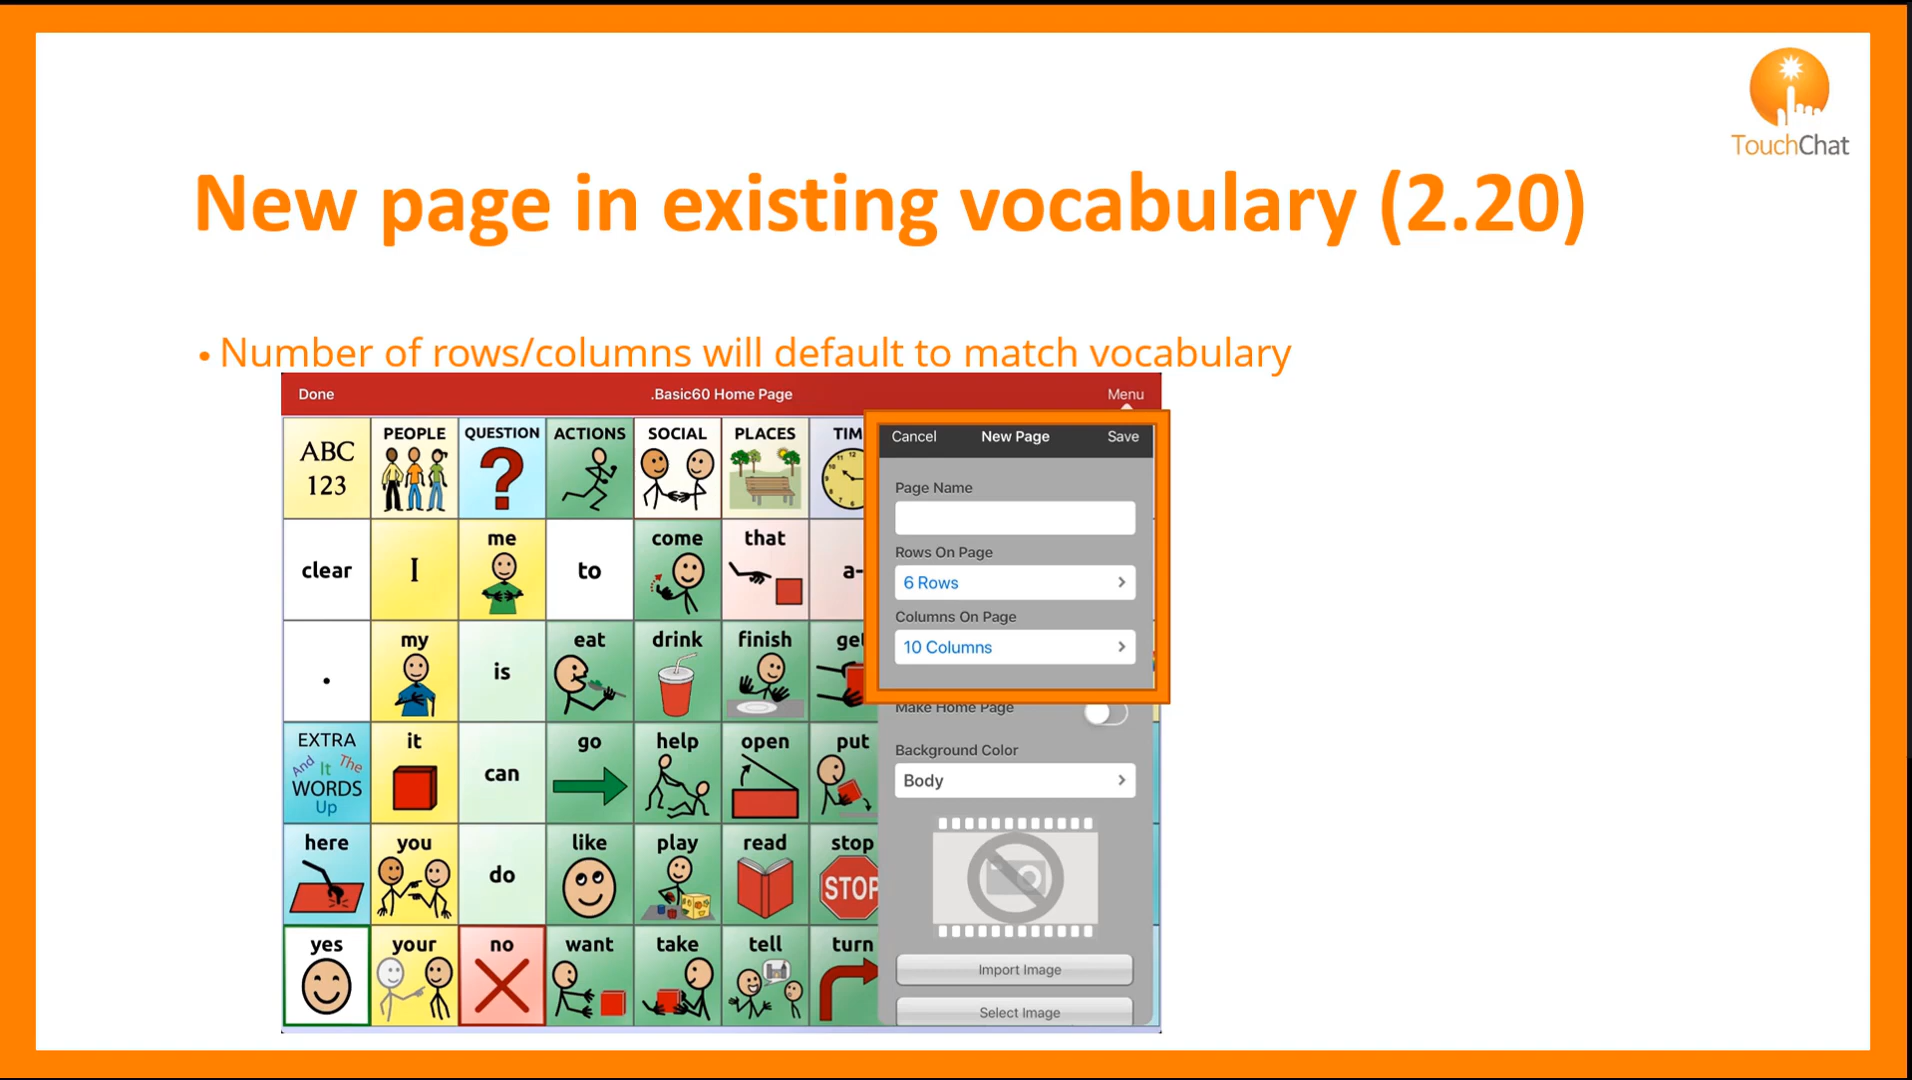 TouchChat
New page in existing vocabulary (2.20)
• Number of rows/columns will default to match vocabulary
Done
.Basic60 Home Page
Menu
ABC
123
PEOPLE
QUESTION
ACTIONS
SOCIAL
PLACES
TIM
clear
I
me
to
come
that
a-
.
my
is
eat
drink
finish
get
EXTRA
And It The
WORDS
Up
it
can
go
help
open
put
here
you
do
like
play
read
stop
STOP
yes
your
no
want
take
tell
turn
Cancel
New Page
Save
Page Name
Rows On Page
6 Rows
Columns On Page
10 Columns
Make Home Page
Background Color
Body
Import Image
Select Image